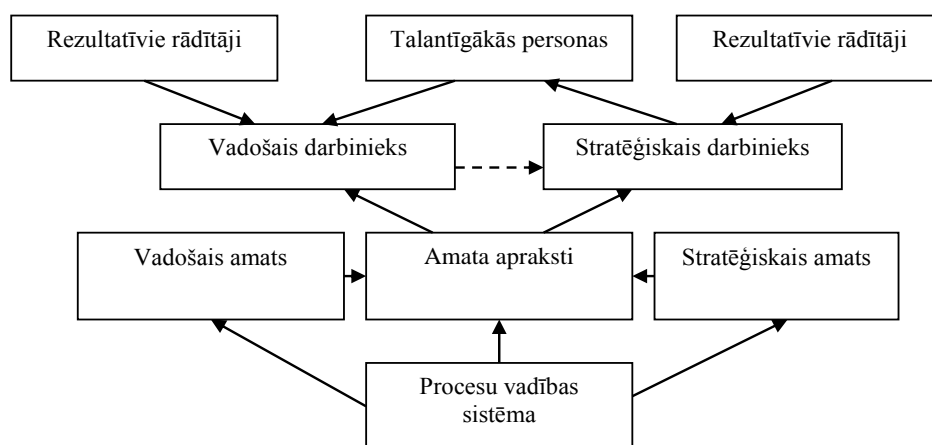 Rezultatīvie rādītāji
Talantīgākās personas
Rezultatīvie rādītāji
Vadošais darbinieks
Stratēģiskais darbinieks
Vadošais amats
Amata apraksti
Stratēģiskais amats
Procesu vadības
sistēma